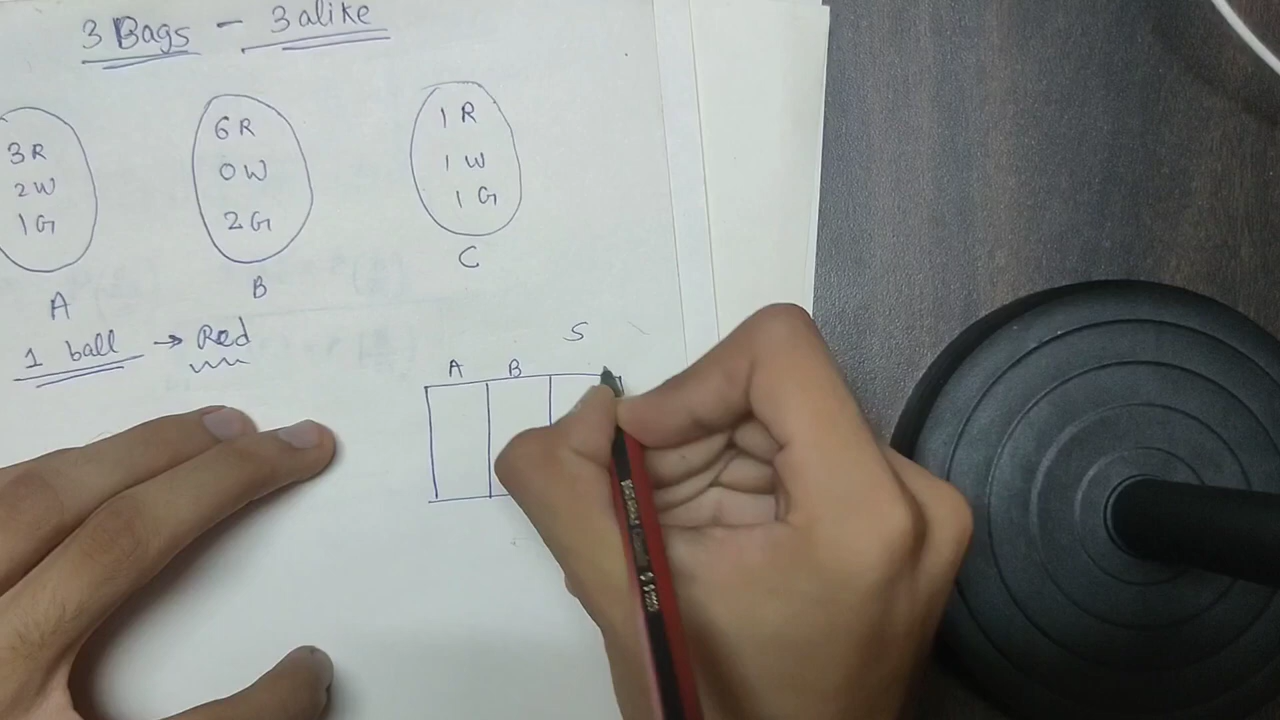 3 Bags - 3 alike
3R
2W
1G
A
6R
0W
2G
B
1R
1W
1G
C
1 ball → Red
S
A B